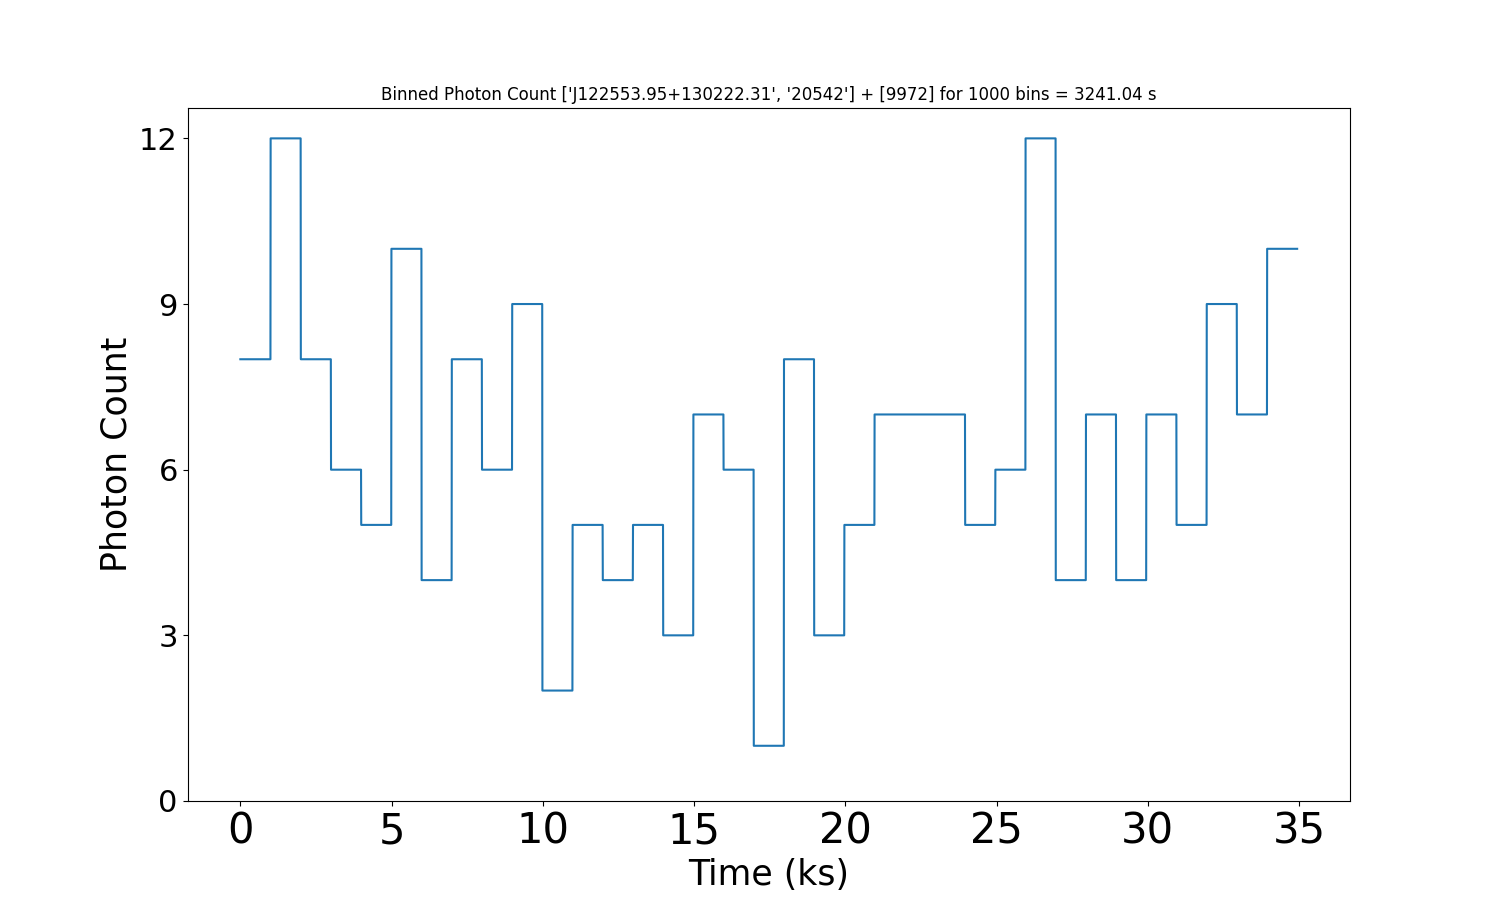 Binned Photon Count ['J122553.95+130222.31', '20542'] + [9972] for 1000 bins = 3241.04 s
12
9
6
3
0
Photon Count
0 5 10 15 20 25 30 35
Time (ks)